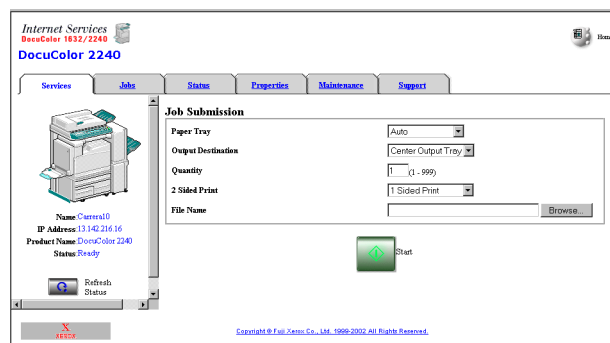 Internet Services
DocuColor 1632/2240
DocuColor 2240
Hom
Services Jobs Status Properties Maintenance Support
Job Submission
Paper Tray Auto
Output Destination Center Output Tray
Quantity 1 (1 - 999)
2 Sided Print 1 Sided Print
File Name Browse...
Start
Name:Carrera10
IP Address:13.142.216.16
Product Name:DocuColor 2240
Status:Ready
Refresh
Status
X
XEROX
Copyright © Fuji Xerox Co., Ltd. 1999-2002 All Rights Reserved.